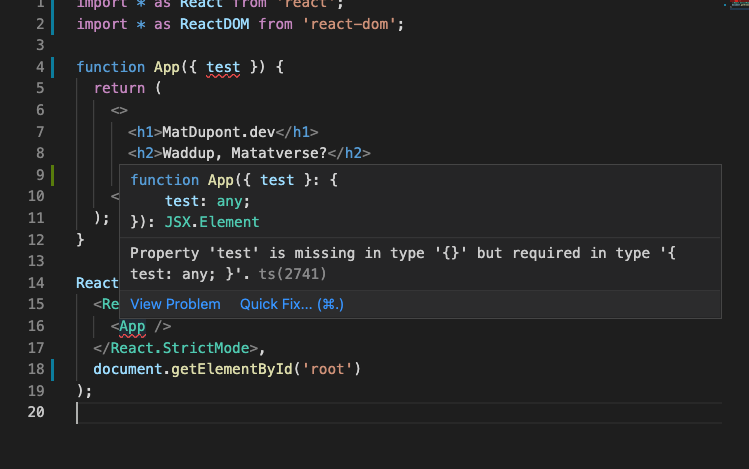 1 import * as React from 'react';
2 import * as ReactDOM from 'react-dom';
3
4 function App({ test }) {
5 return (
6 <>
7 <h1>MatDupont.dev</h1>
8 <h2>Waddup, Matatverse?</h2>
9
10 <
11 );
12 }
13
14 React
15 <Re
16 <App />
17 </React.StrictMode>,
18 document.getElementById('root')
19 );
20
function App({ test }: {
test: any;
}): JSX.Element
Property 'test' is missing in type '{}' but required in type '{
test: any; }'. ts(2741)
View Problem Quick Fix... (⌘.)